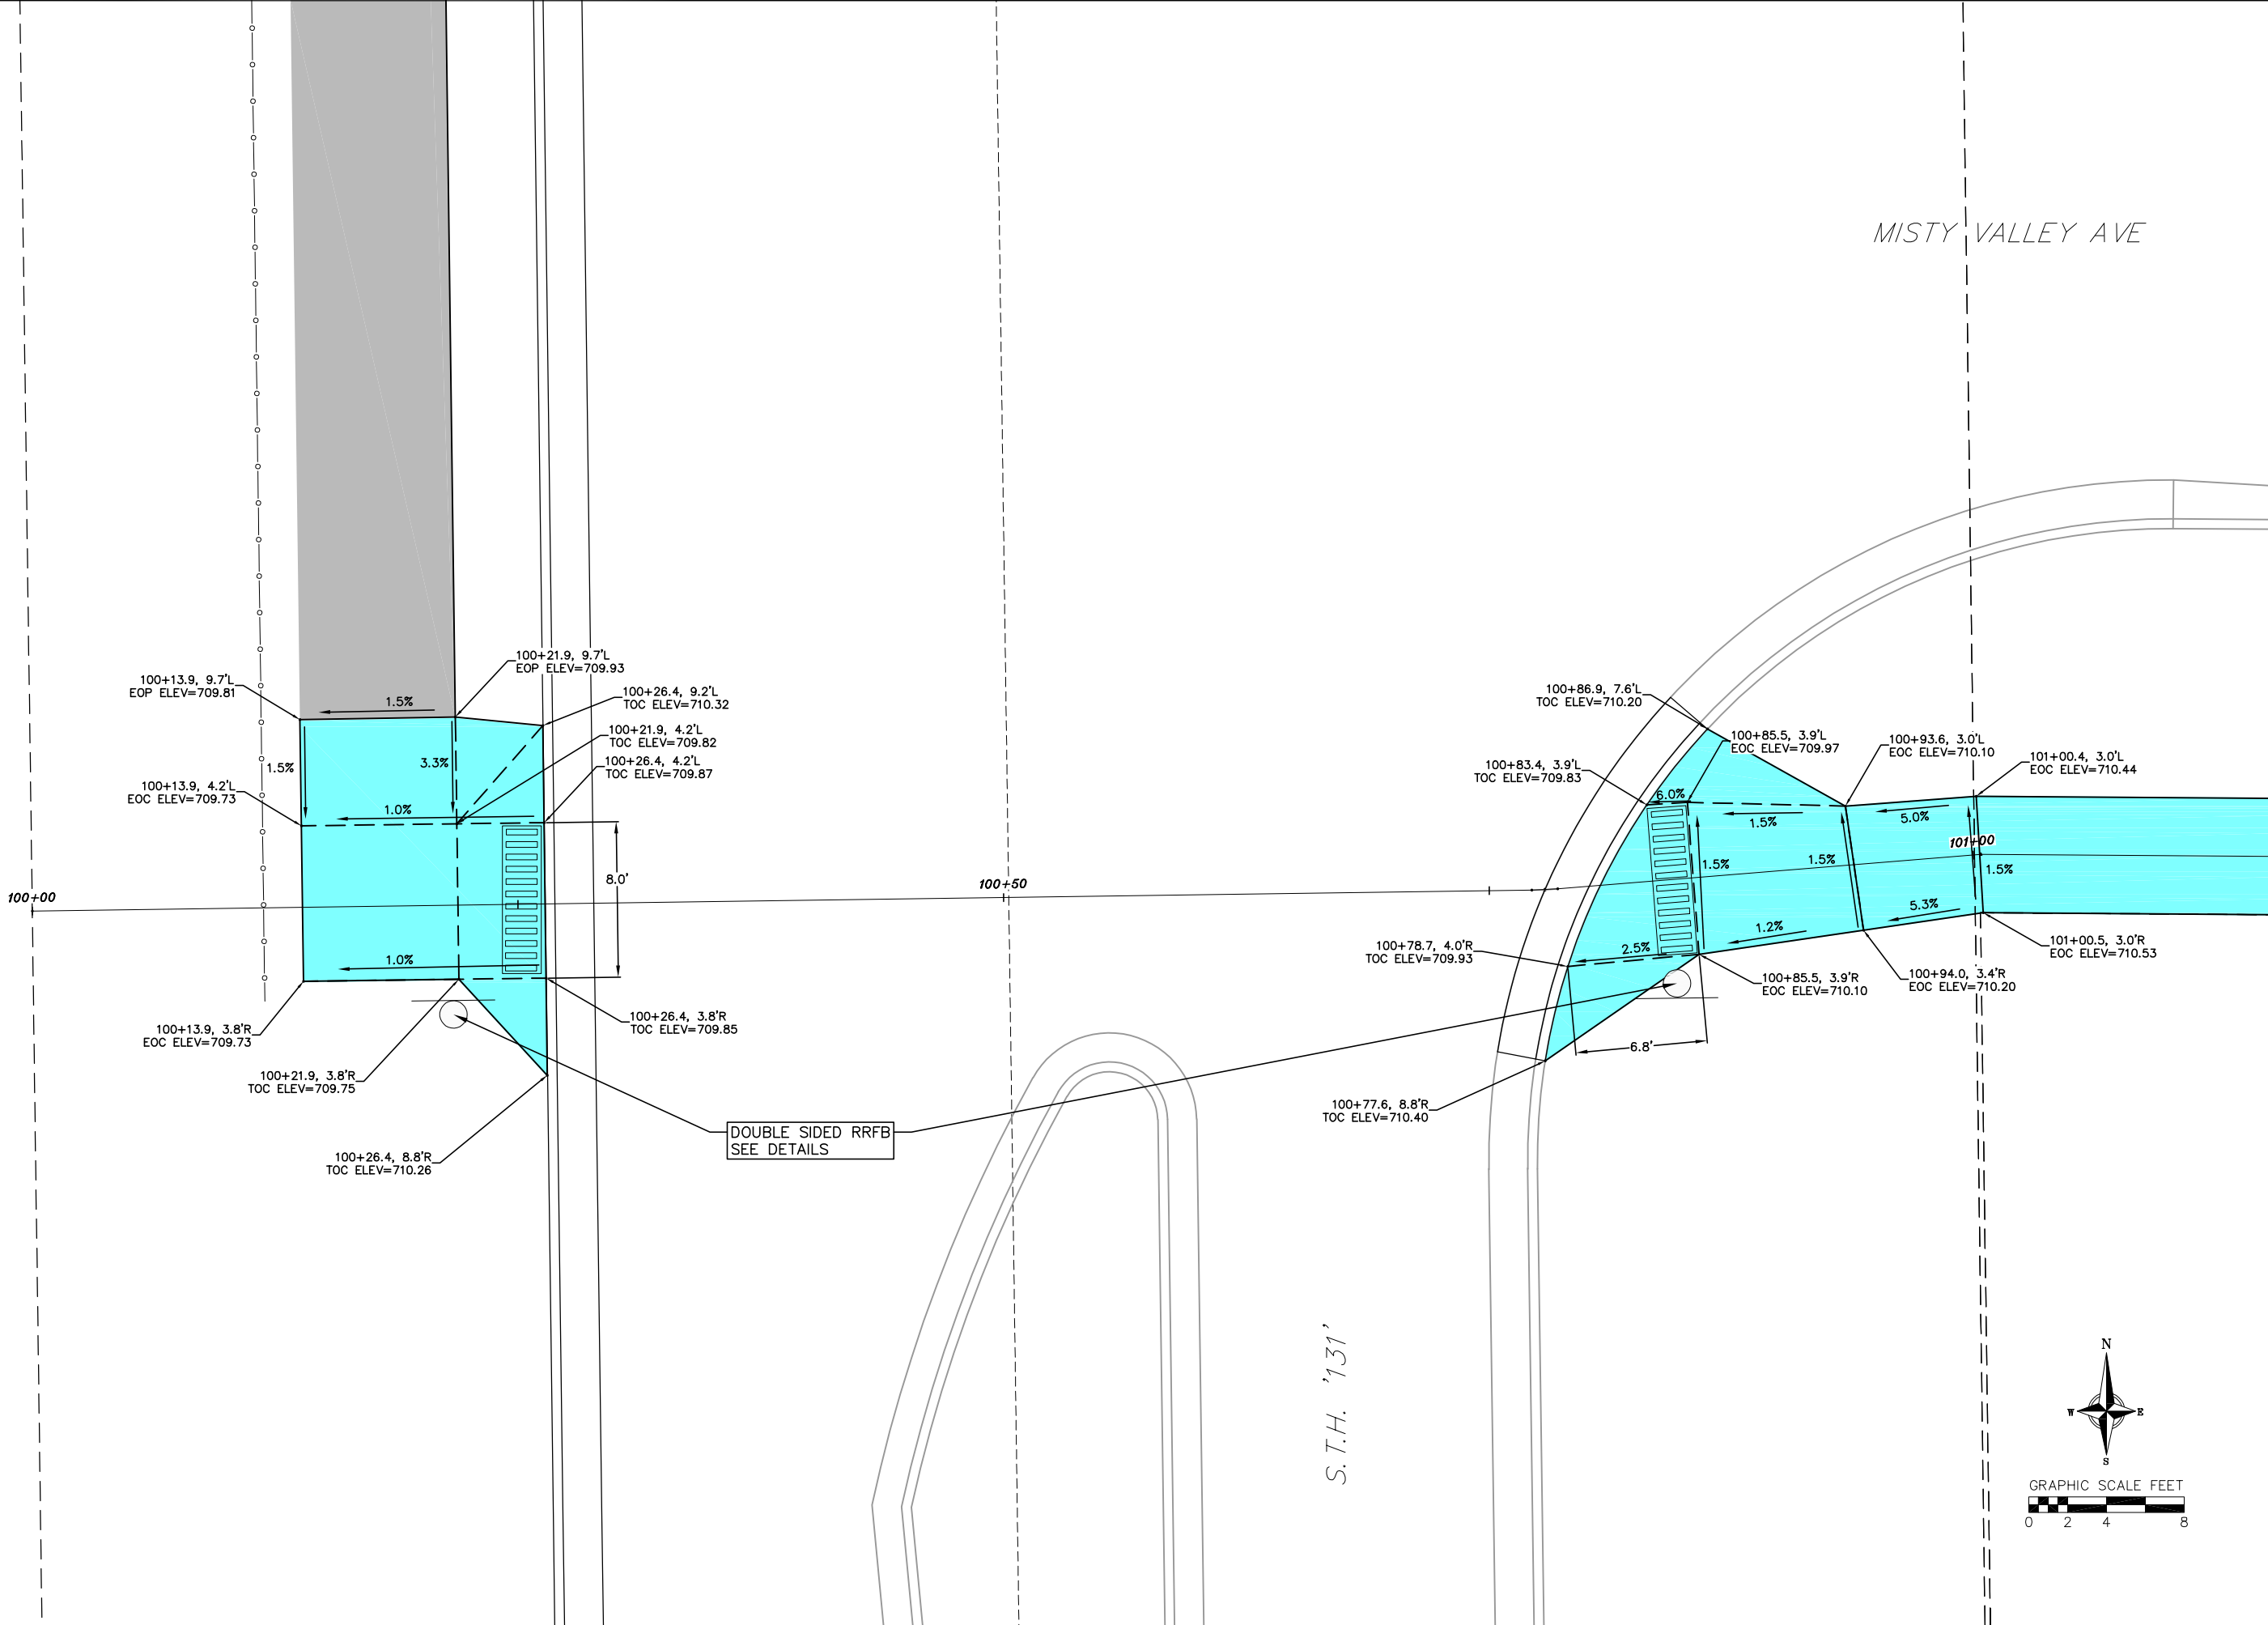 MISTY VALLEY AVE
100+21.9, 9.7'L
EOP ELEV=709.93
100+13.9, 9.7'L
EOP ELEV=709.81
1.5%
100+26.4, 9.2'L
TOC ELEV=710.32
100+86.9, 7.6'L
TOC ELEV=710.20
100+21.9, 4.2'L
TOC ELEV=709.82
100+85.5, 3.9'L
EOC ELEV=709.97
100+93.6, 3.0'L
EOC ELEV=710.10
101+00.4, 3.0'L
EOC ELEV=710.44
1.5%
3.3%
100+26.4, 4.2'L
TOC ELEV=709.87
100+83.4, 3.9'L
TOC ELEV=709.83
100+13.9, 4.2'L
EOC ELEV=709.73
6.0%
1.0%
1.5%
5.0%
101+00
1.5%
1.5%
1.5%
8.0'
100+00
100+50
5.3%
1.2%
2.5%
1.0%
100+78.7, 4.0'R
TOC ELEV=709.93
101+00.5, 3.0'R
EOC ELEV=710.53
100+85.5, 3.9'R
EOC ELEV=710.10
100+94.0, 3.4'R
EOC ELEV=710.20
100+13.9, 3.8'R
EOC ELEV=709.73
100+26.4, 3.8'R
TOC ELEV=709.85
6.8'
100+21.9, 3.8'R
TOC ELEV=709.75
100+77.6, 8.8'R
TOC ELEV=710.40
DOUBLE SIDED RRFB
SEE DETAILS
100+26.4, 8.8'R
TOC ELEV=710.26
S.T.H. '131'
N
W
E
S
GRAPHIC SCALE FEET
0 2 4 8